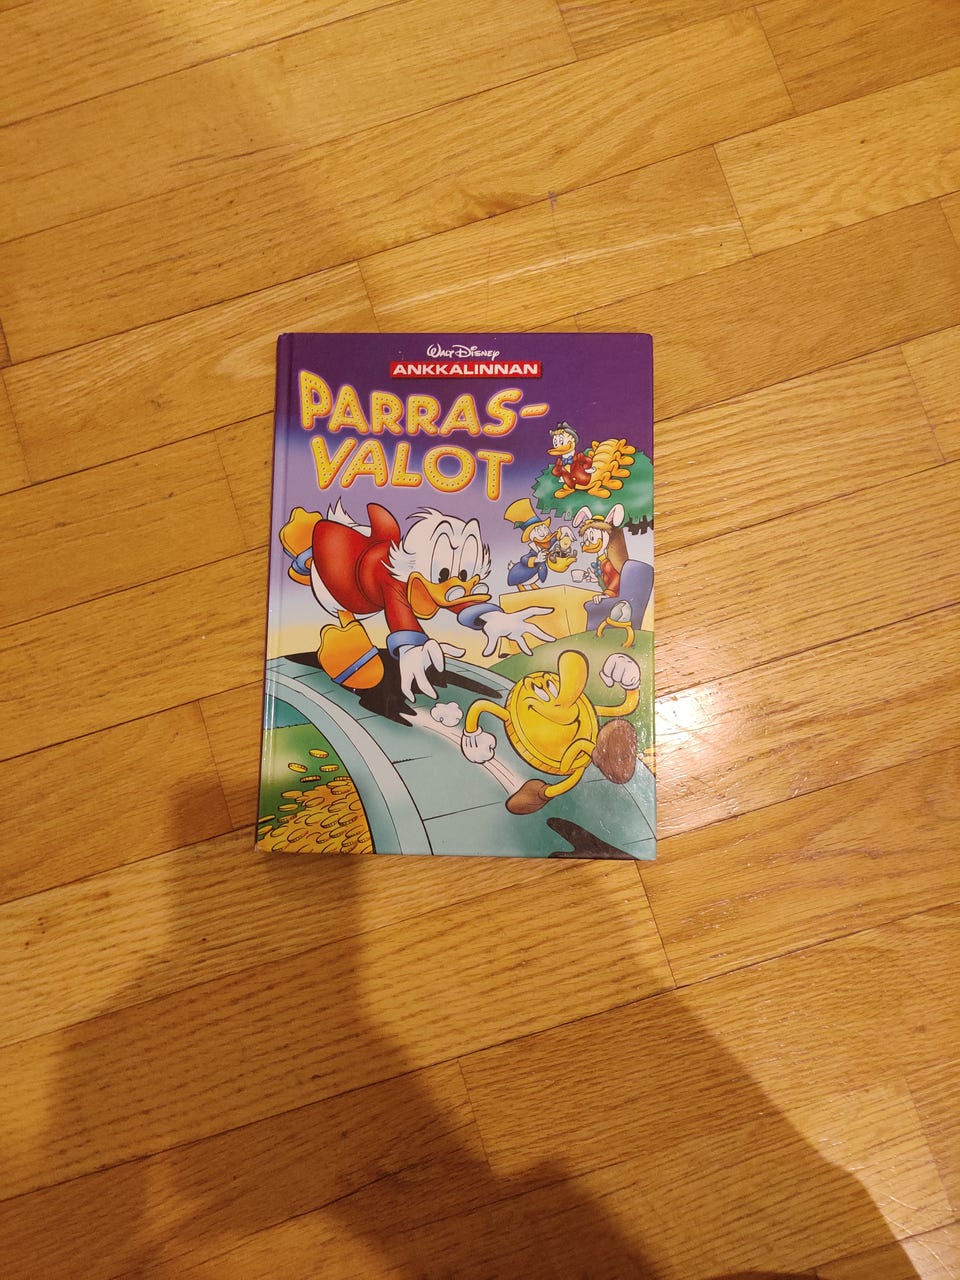 Walt Disney
ANKKALINNAN
PARRAS-
VALOT